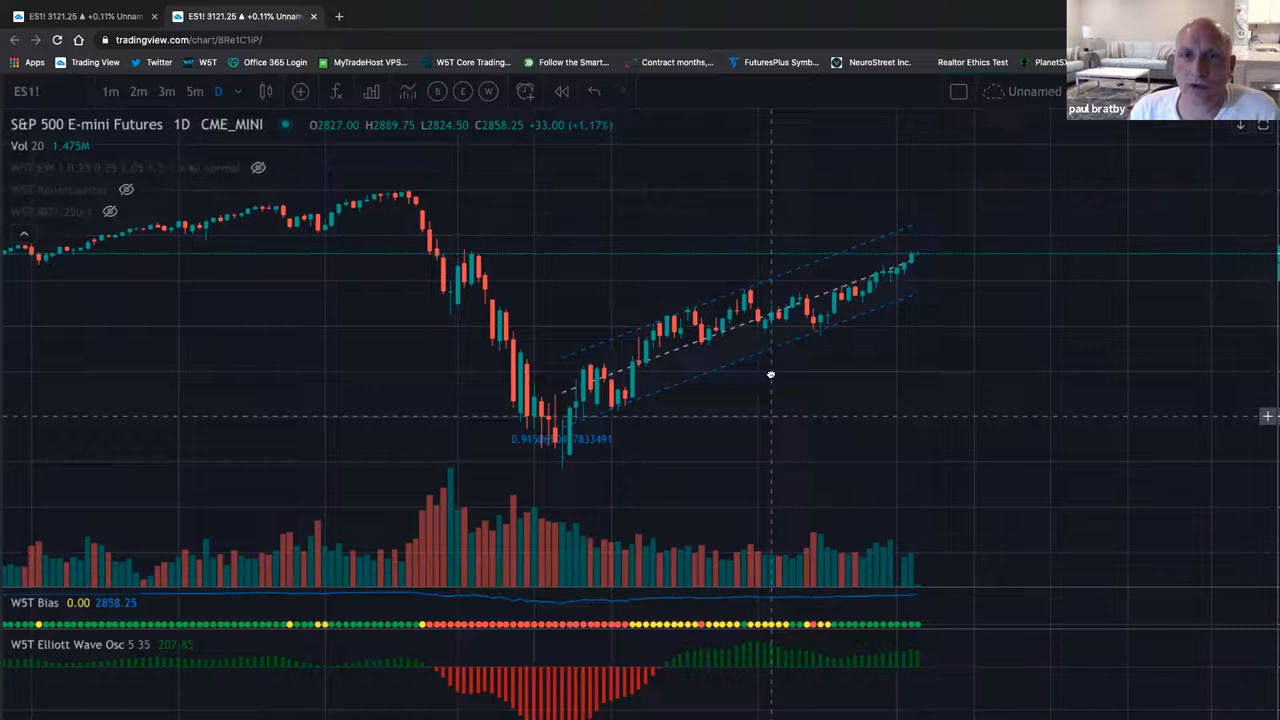 ES1! 3121.25 ▲ +0.11% Unnam
ES1! 3121.25 ▲ +0.11% Unnam
tradingview.com/chart/8Re1C1iP/
Apps Trading View Twitter W5T Office 365 Login MyTradeHost VPS... W5T Core Trading... Follow the Smart... Contract months,... FuturesPlus Symb... NeuroStreet Inc. Realtor Ethics Test PlanetS
paul bratby
ES1! 1m 2m 3m 5m D B E W Unnamed
S&P 500 E-mini Futures 1D CME_MINI O2827.00 H2889.75 L2824.50 C2858.25 +33.00 (+1.17%)
Vol 20 1.475M
W5T Bias 0.00 2858.25
W5T Elliott Wave Osc 5 35 207.85